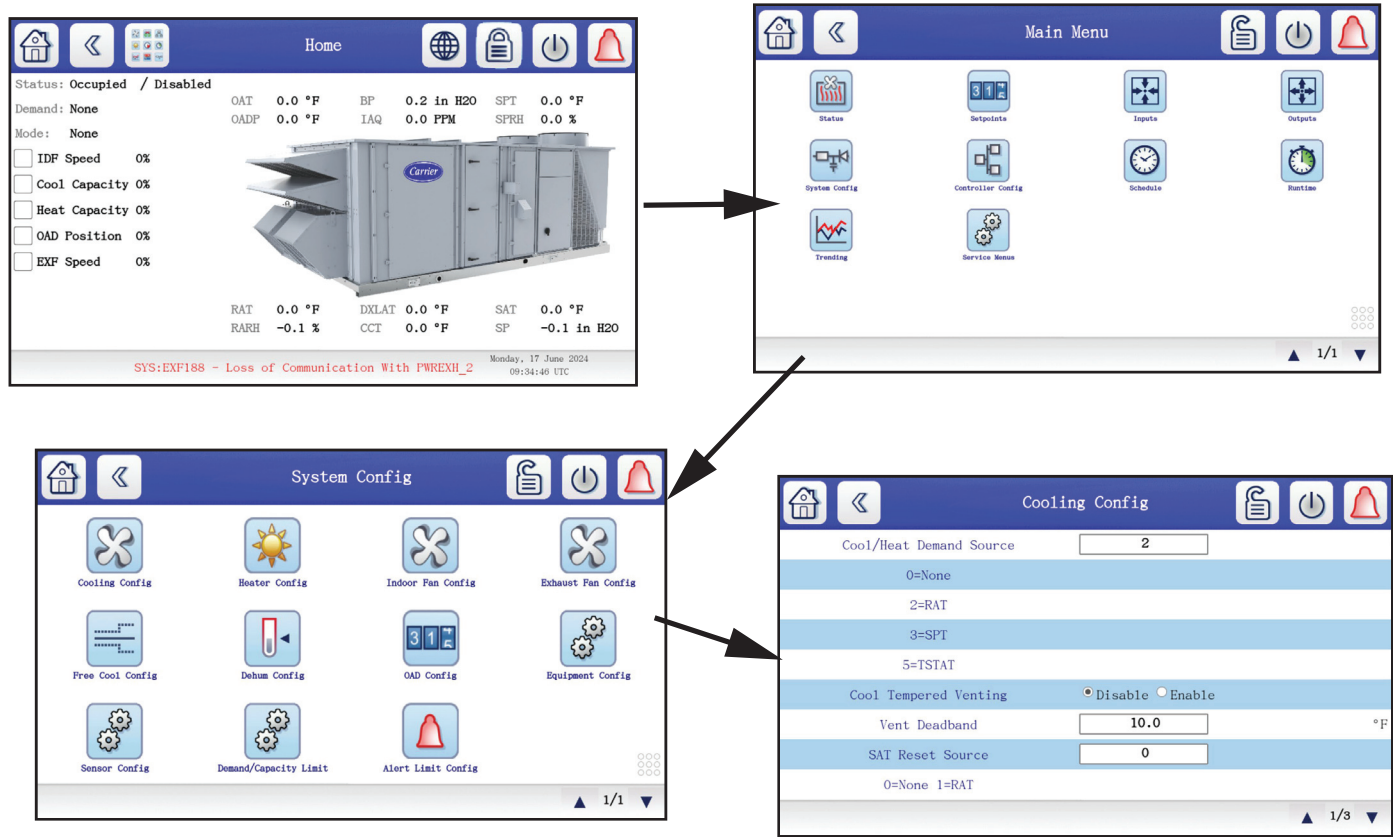 Home
Status: Occupied / Disabled
Demand: None
Mode: None
IDF Speed 0%
Cool Capacity 0%
Heat Capacity 0%
OAD Position 0%
EXF Speed 0%
OAT 0.0 °F BP 0.2 in H2O SPT 0.0 °F
OADP 0.0 °F IAQ 0.0 PPM SPRH 0.0 %
Carrier
RAT 0.0 °F DXLAT 0.0 °F SAT 0.0 °F
RARH -0.1 % CCT 0.0 °F SP -0.1 in H2O
SYS:EXF188 - Loss of Communication With PWREXH_2
Monday, 17 June 2024
09:34:46 UTC
Main Menu
Status Setpoints Inputs Outputs
System Config Controller Config Schedule Runtime
Trending Service Menus
1/1
System Config
Cooling Config Heater Config Indoor Fan Config Exhaust Fan Config
Free Cool Config Dehum Config OAD Config Equipment Config
Sensor Config Demand/Capacity Limit Alert Limit Config
1/1
Cooling Config
Cool/Heat Demand Source 2
0=None
2=RAT
3=SPT
5=TSTAT
Cool Tempered Venting Disable Enable
Vent Deadband 10.0 °F
SAT Reset Source 0
0=None 1=RAT
1/3